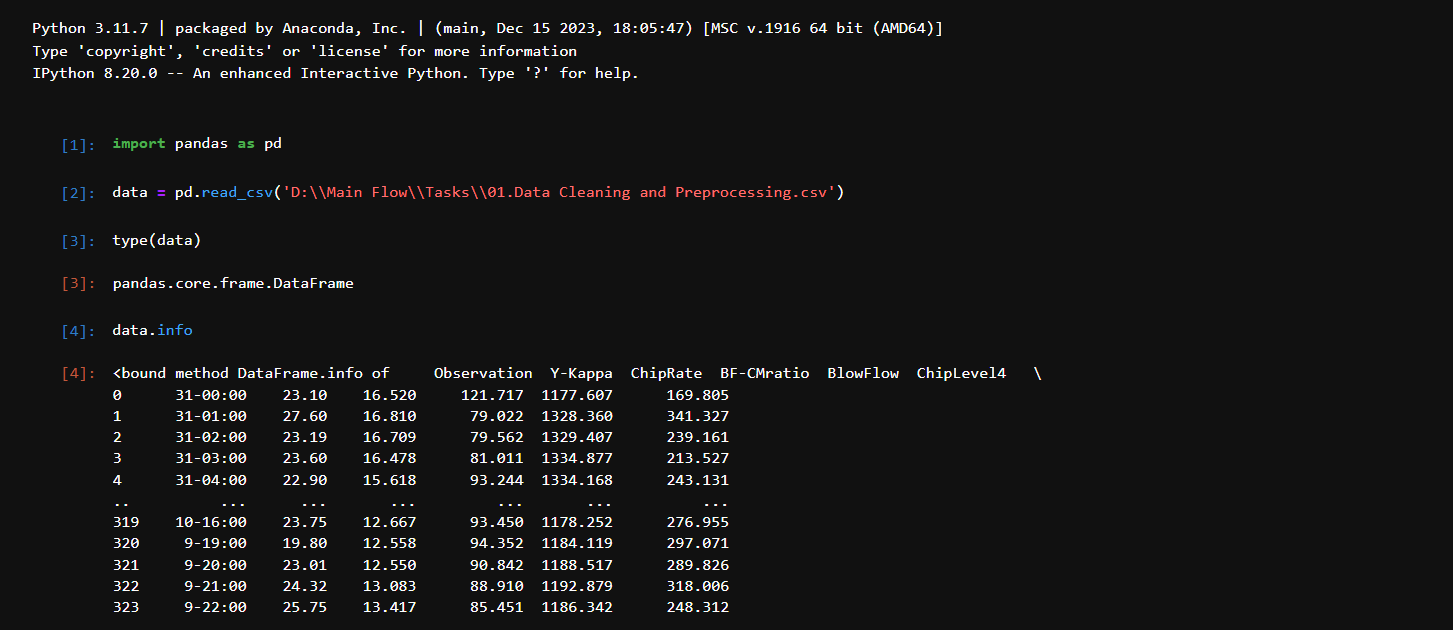 Python 3.11.7 | packaged by Anaconda, Inc. | (main, Dec 15 2023, 18:05:47) [MSC v.1916 64 bit (AMD64)]
Type 'copyright', 'credits' or 'license' for more information
IPython 8.20.0 -- An enhanced Interactive Python. Type '?' for help.
[1]: import pandas as pd
[2]: data = pd.read_csv('D:\\Main Flow\\Tasks\\01.Data Cleaning and Preprocessing.csv')
[3]: type(data)
[3]: pandas.core.frame.DataFrame
[4]: data.info
[4]: <bound method DataFrame.info of     Observation  Y-Kappa  ChipRate  BF-CMratio  BlowFlow  ChipLevel4   \
0      31-00:00    23.10    16.520     121.717  1177.607      169.805
1      31-01:00    27.60    16.810      79.022  1328.360      341.327
2      31-02:00    23.19    16.709      79.562  1329.407      239.161
3      31-03:00    23.60    16.478      81.011  1334.877      213.527
4      31-04:00    22.90    15.618      93.244  1334.168      243.131
..          ...      ...       ...         ...       ...          ...
319    10-16:00    23.75    12.667      93.450  1178.252      276.955
320     9-19:00    19.80    12.558      94.352  1184.119      297.071
321     9-20:00    23.01    12.550      90.842  1188.517      289.826
322     9-21:00    24.32    13.083      88.910  1192.879      318.006
323     9-22:00    25.75    13.417      85.451  1186.342      248.312